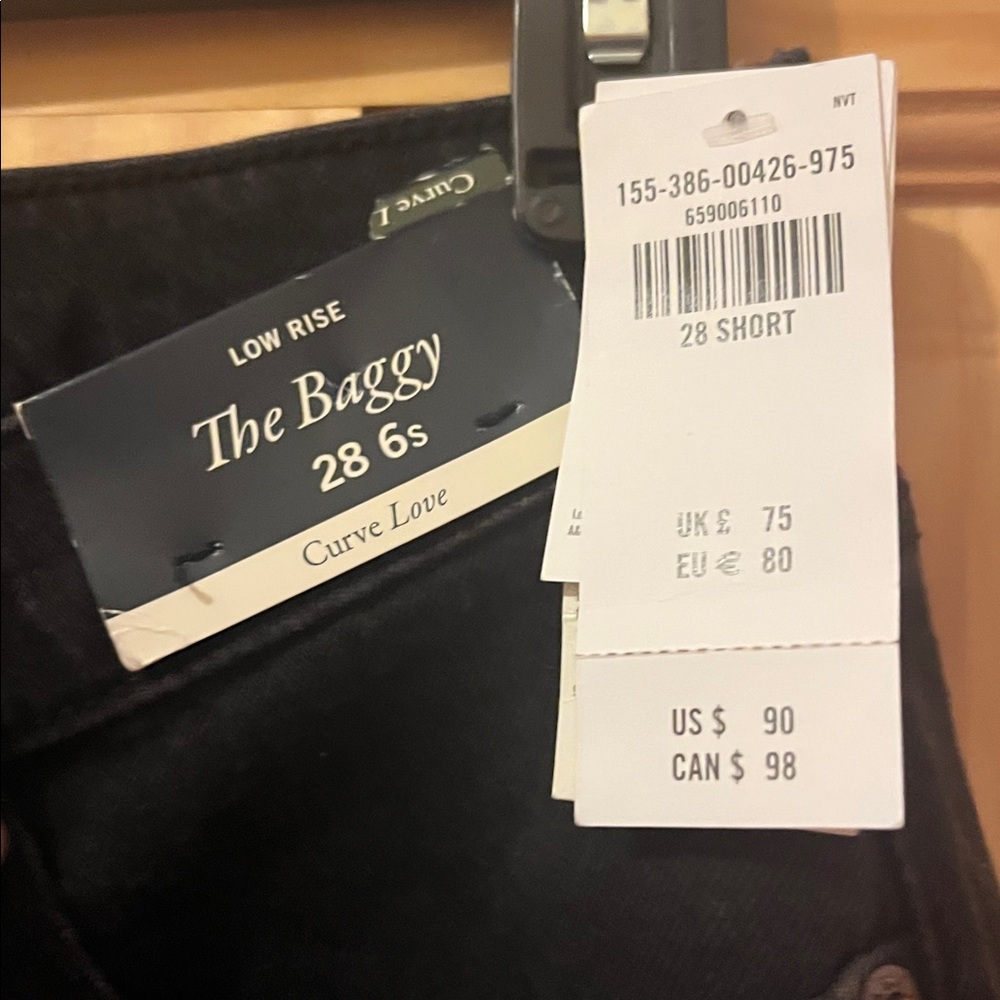 Curve L
LOW RISE
The Baggy
28 6s
Curve Love
NVT
155-386-00426-975
659006110
28 SHORT
UK £ 75
EU € 80
US $ 90
CAN $ 98